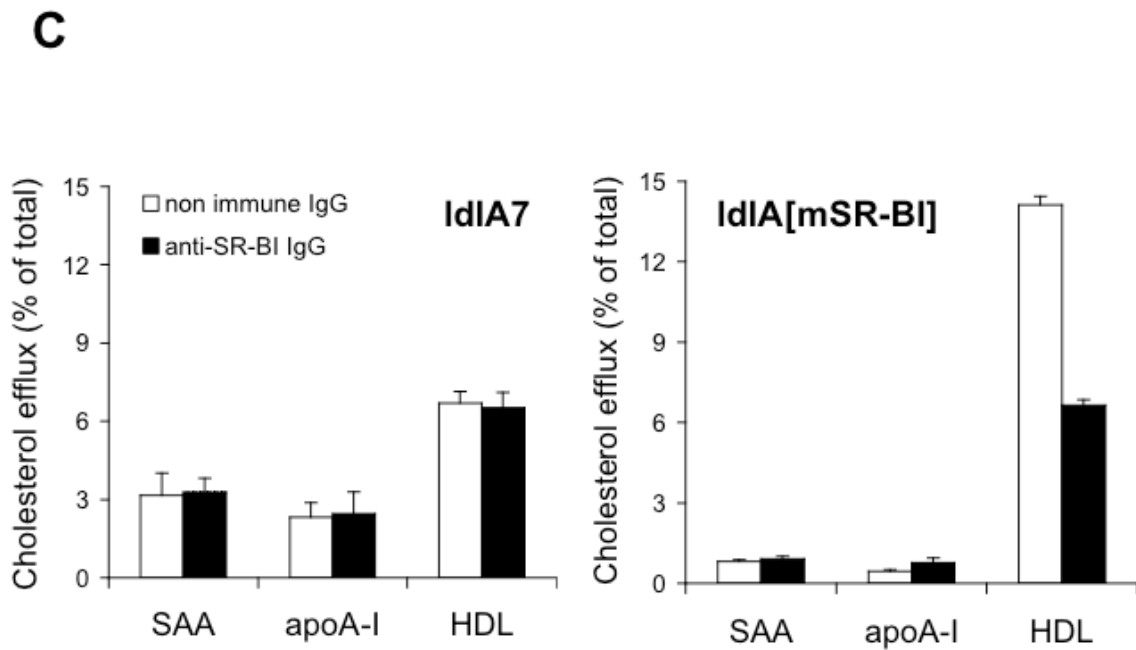 C
Cholesterol efflux (% of total)
15
12
9
6
3
0
non immune IgG
anti-SR-BI IgG
ldlA7
SAA apoA-I HDL
Cholesterol efflux (% of total)
15
12
9
6
3
0
ldlA[mSR-BI]
SAA apoA-I HDL